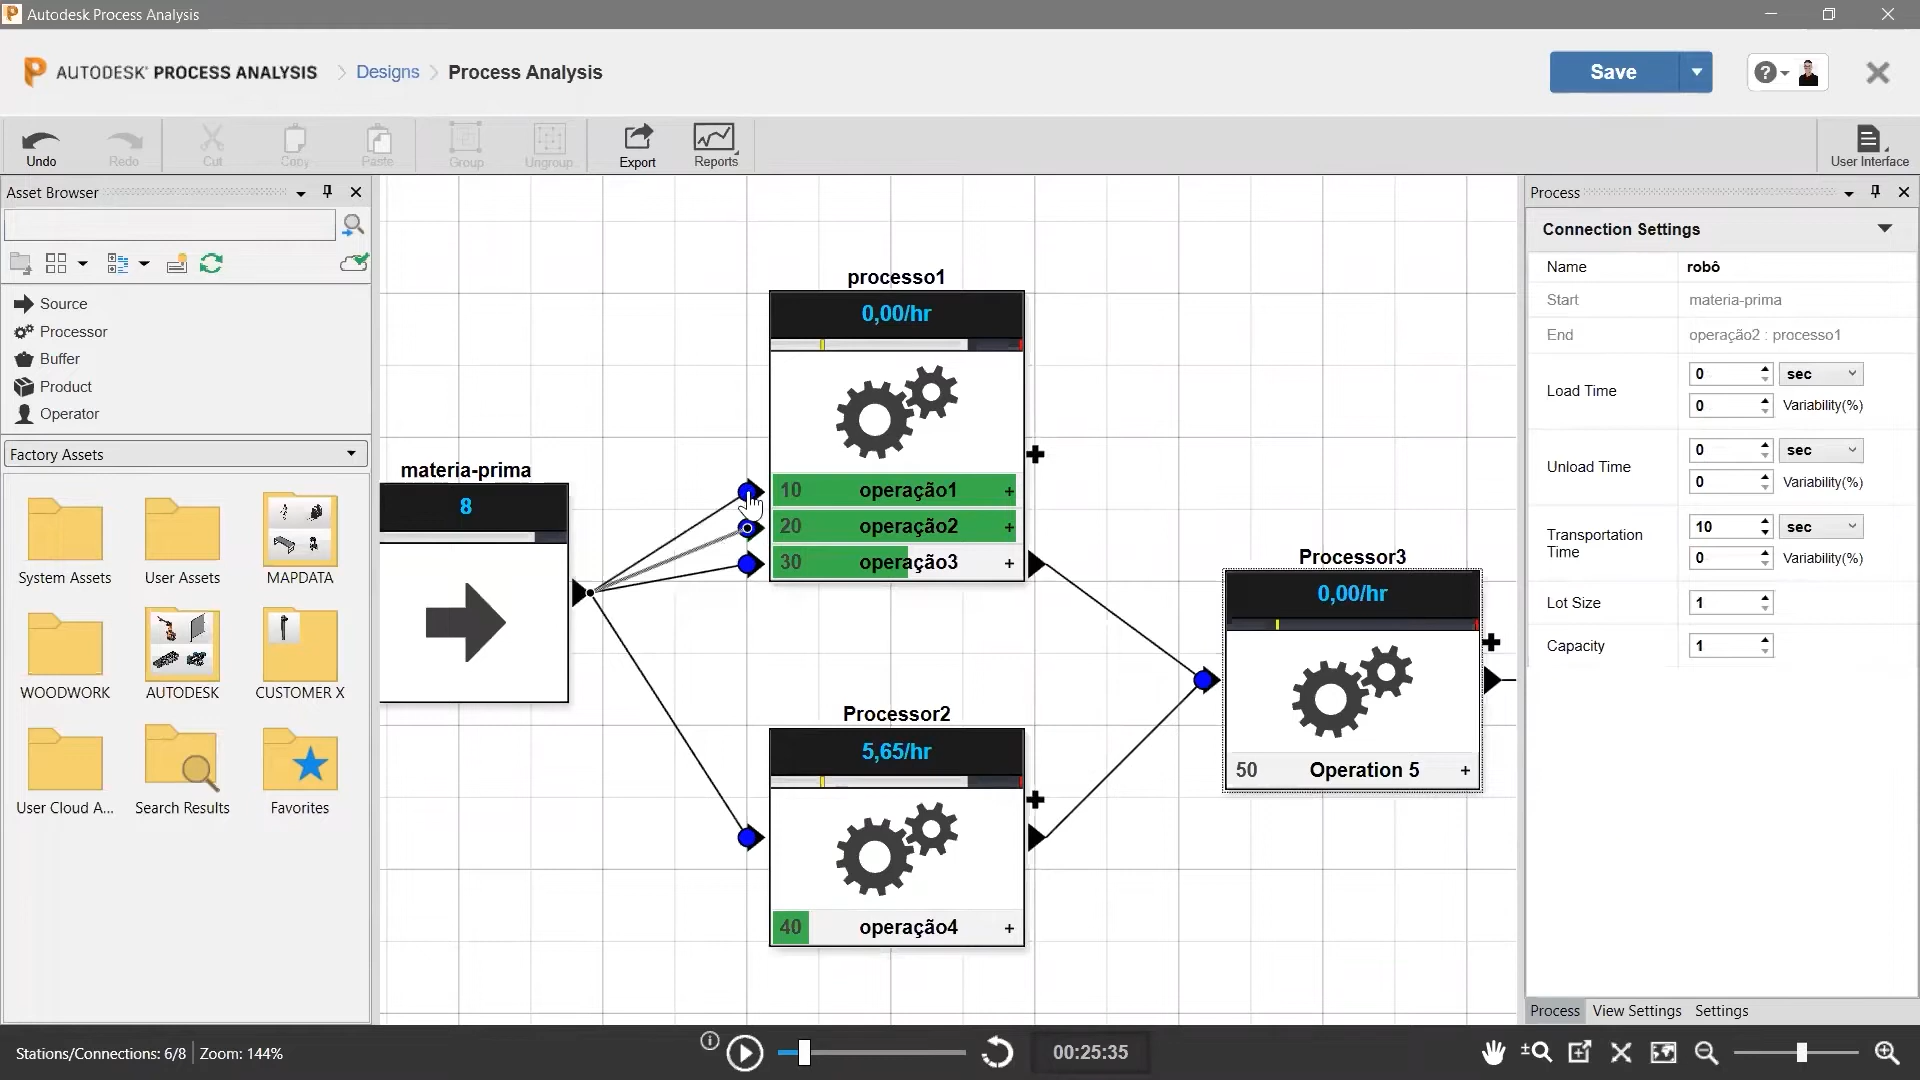 Autodesk Process Analysis
AUTODESK® PROCESS ANALYSIS
Designs
Process Analysis
Save
Undo
Redo
Cut
Copy
Paste
Group
Ungroup
Export
Reports
User Interface
Asset Browser
Source
Processor
Buffer
Product
Operator
Factory Assets
System Assets
User Assets
MAPDATA
WOODWORK
AUTODESK
CUSTOMER X
User Cloud A...
Search Results
Favorites
materia-prima
8
processo1
0,00/hr
10 operação1 +
20 operação2 +
30 operação3 +
Processor2
5,65/hr
40 operação4 +
Processor3
0,00/hr
50 Operation 5 +
Process
Connection Settings
Name robô
Start materia-prima
End operação2 : processo1
Load Time
0 sec
0 Variability(%)
Unload Time
0 sec
0 Variability(%)
Transportation Time
10 sec
0 Variability(%)
Lot Size 1
Capacity 1
Process View Settings Settings
Stations/Connections: 6/8 Zoom: 144%
00:25:35